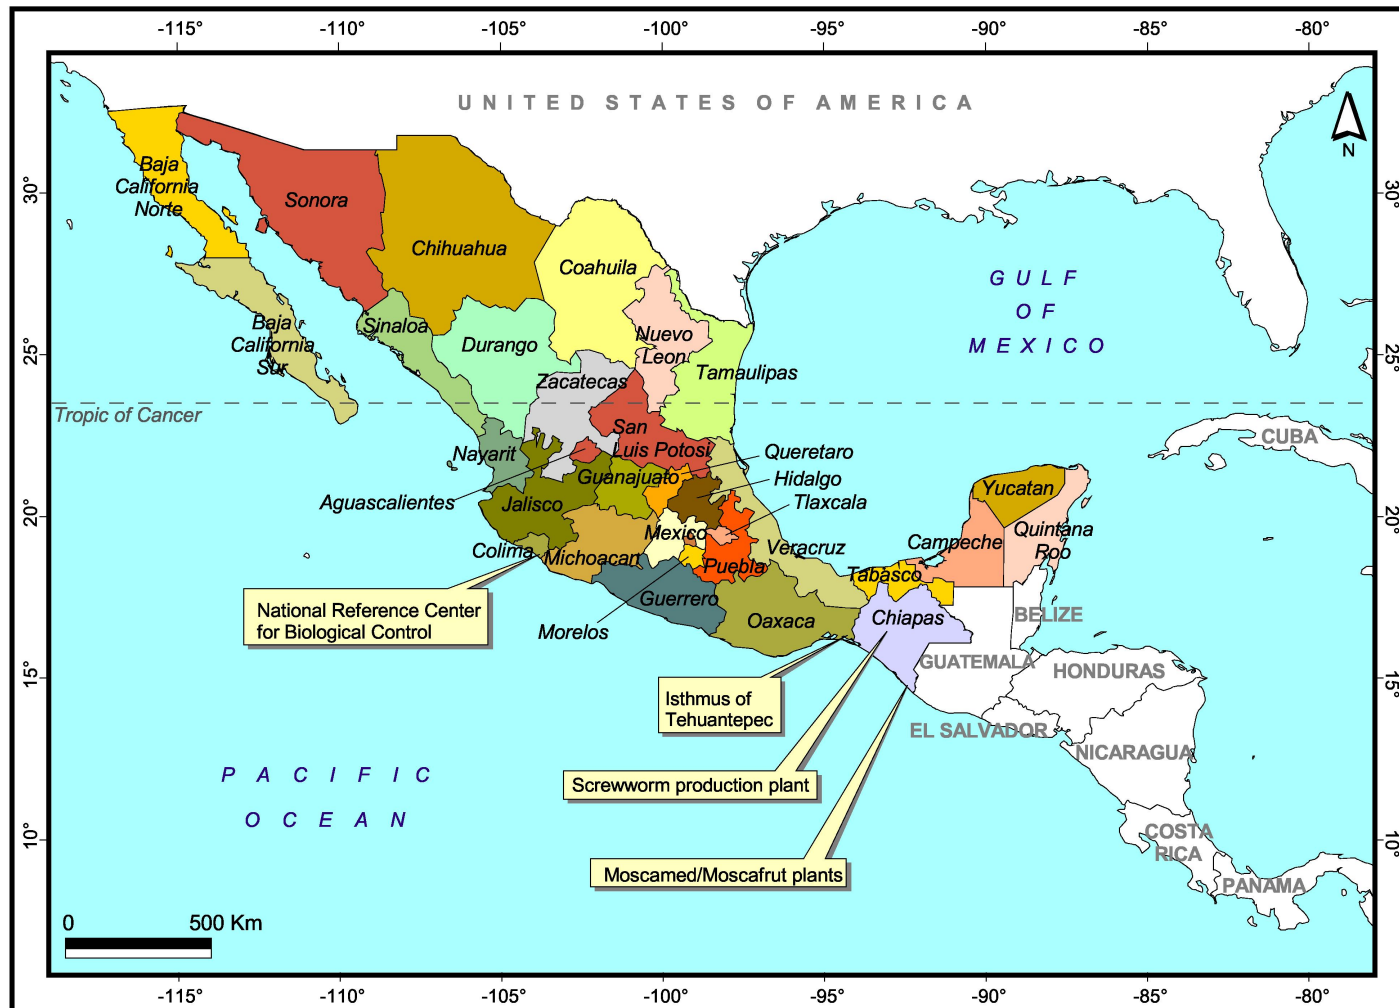 -115°
-110°
-105°
-100°
-95°
-90°
-85°
-80°
UNITED STATES OF AMERICA
N
30°
30°
Baja
California
Norte
Sonora
Chihuahua
Coahuila
GULF
OF
MEXICO
Baja
California
Sur
Sinaloa
Durango
Nuevo
Leon
25°
25°
Zacatecas
Tamaulipas
Tropic of Cancer
San
Luis Potosi
CUBA
Nayarit
Queretaro
Hidalgo
Tlaxcala
Aguascalientes
Guanajuato
Jalisco
Yucatan
20°
20°
Mexico
Quintana
Roo
Campeche
Colima
Michoacan
Veracruz
Puebla
Tabasco
National Reference Center
for Biological Control
Guerrero
Morelos
Oaxaca
Chiapas
BELIZE
GUATEMALA
HONDURAS
15°
15°
Isthmus of
Tehuantepec
EL SALVADOR
NICARAGUA
PACIFIC
OCEAN
Screwworm production plant
COSTA
RICA
10°
10°
Moscamed/Moscafrut plants
PANAMA
0
500 Km
-115°
-110°
-105°
-100°
-95°
-90°
-85°
-80°